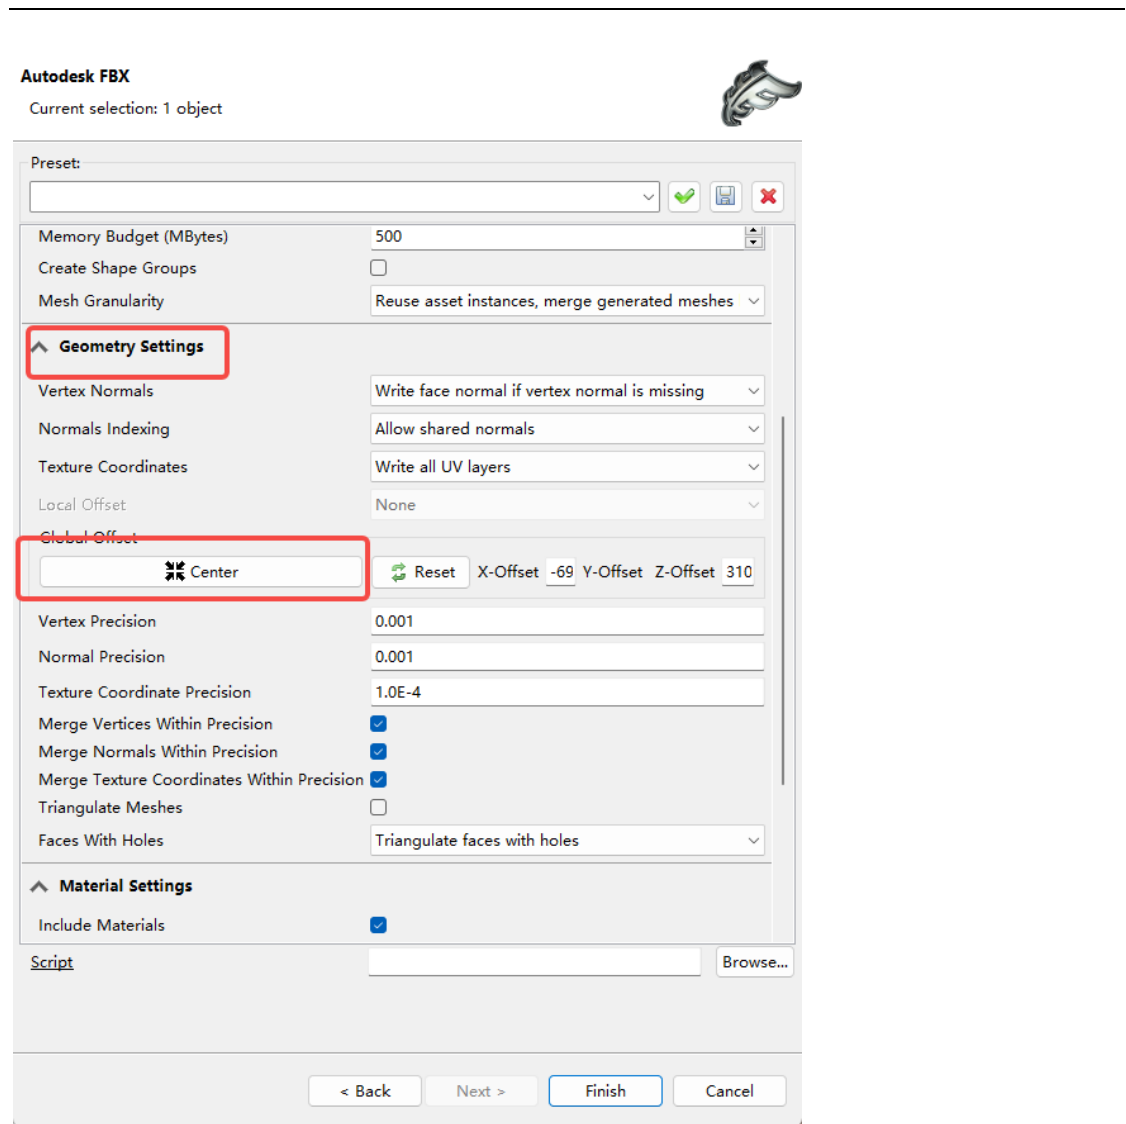 Autodesk FBX
Current selection: 1 object
Preset:
Memory Budget (MBytes) 500
Create Shape Groups
Mesh Granularity Reuse asset instances, merge generated meshes
Geometry Settings
Vertex Normals Write face normal if vertex normal is missing
Normals Indexing Allow shared normals
Texture Coordinates Write all UV layers
Local Offset None
Global Offset
Center Reset X-Offset -69 Y-Offset Z-Offset 310
Vertex Precision 0.001
Normal Precision 0.001
Texture Coordinate Precision 1.0E-4
Merge Vertices Within Precision
Merge Normals Within Precision
Merge Texture Coordinates Within Precision
Triangulate Meshes
Faces With Holes Triangulate faces with holes
Material Settings
Include Materials
Script Browse...
< Back Next > Finish Cancel